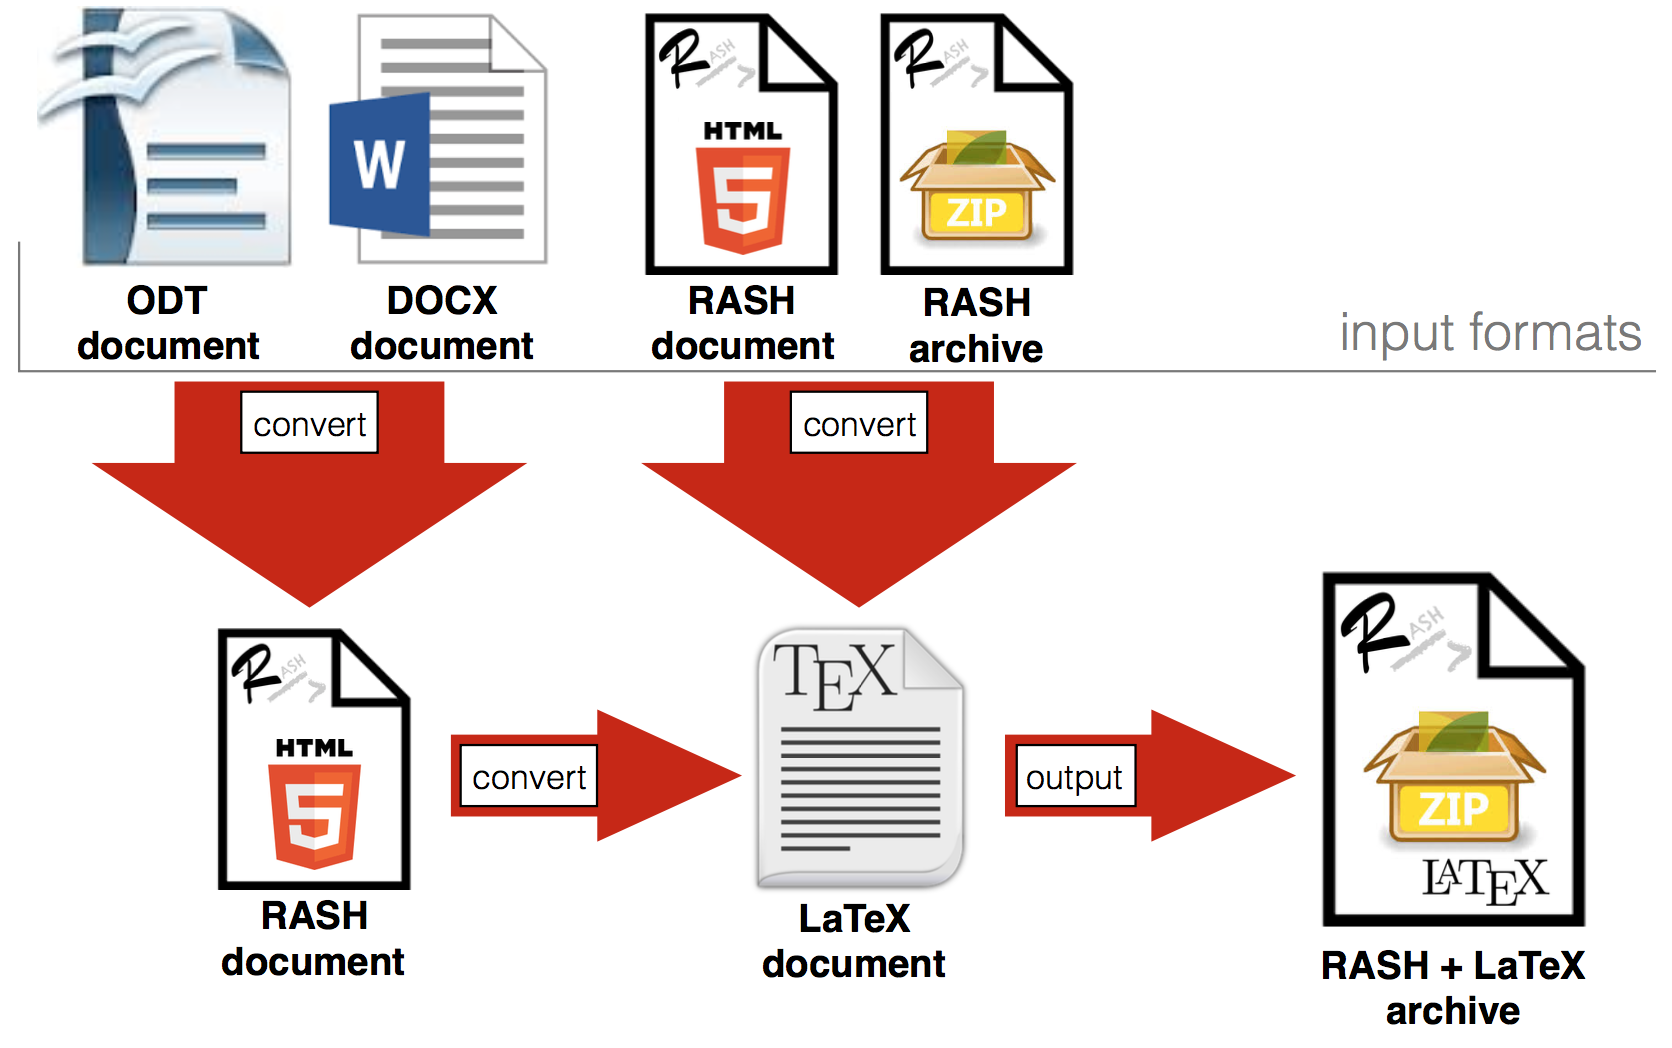 RASH
HTML
5
RASH
ZIP
W
ODT
document
DOCX
document
RASH
document
RASH
archive
input formats
convert
convert
RASH
HTML
5
TEX
RASH
ZIP
LATEX
convert
output
RASH
document
LaTeX
document
RASH + LaTeX
archive